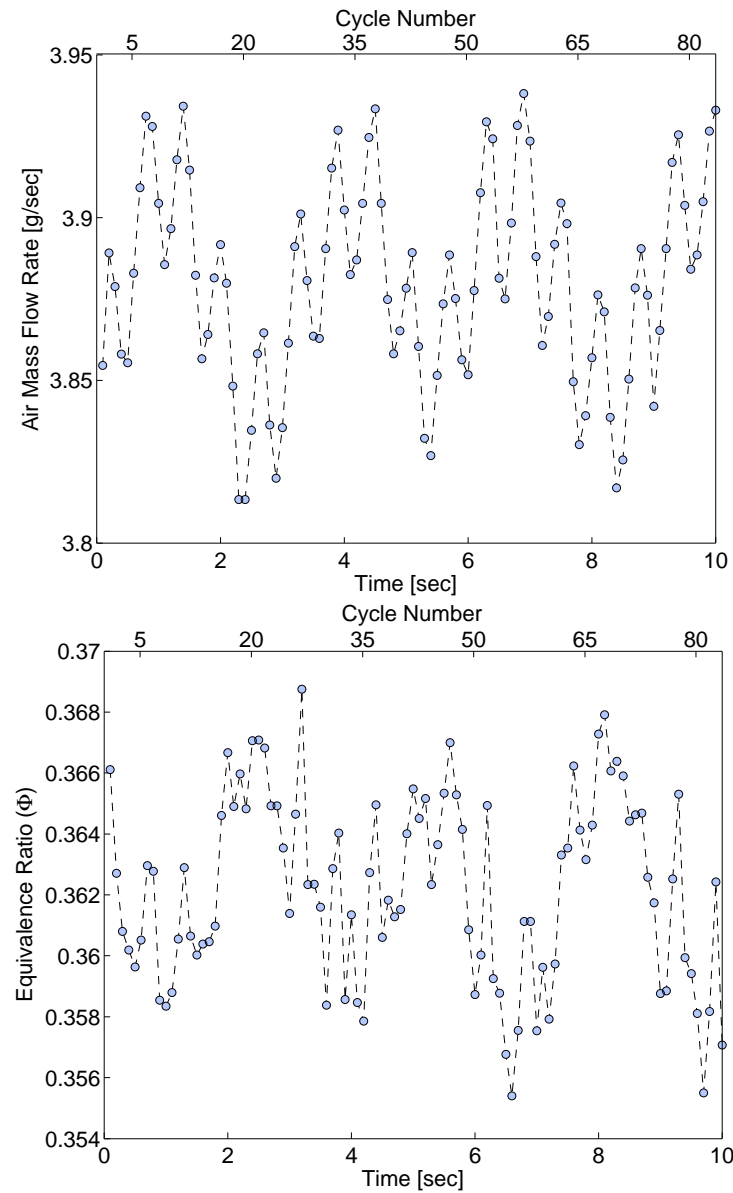 Cycle Number
5 20 35 50 65 80
3.95
3.9
3.85
3.8
Air Mass Flow Rate [g/sec]
0 2 4 6 8 10
Time [sec]
Cycle Number
5 20 35 50 65 80
0.37
0.368
0.366
0.364
0.362
0.36
0.358
0.356
0.354
Equivalence Ratio (Φ)
0 2 4 6 8 10
Time [sec]